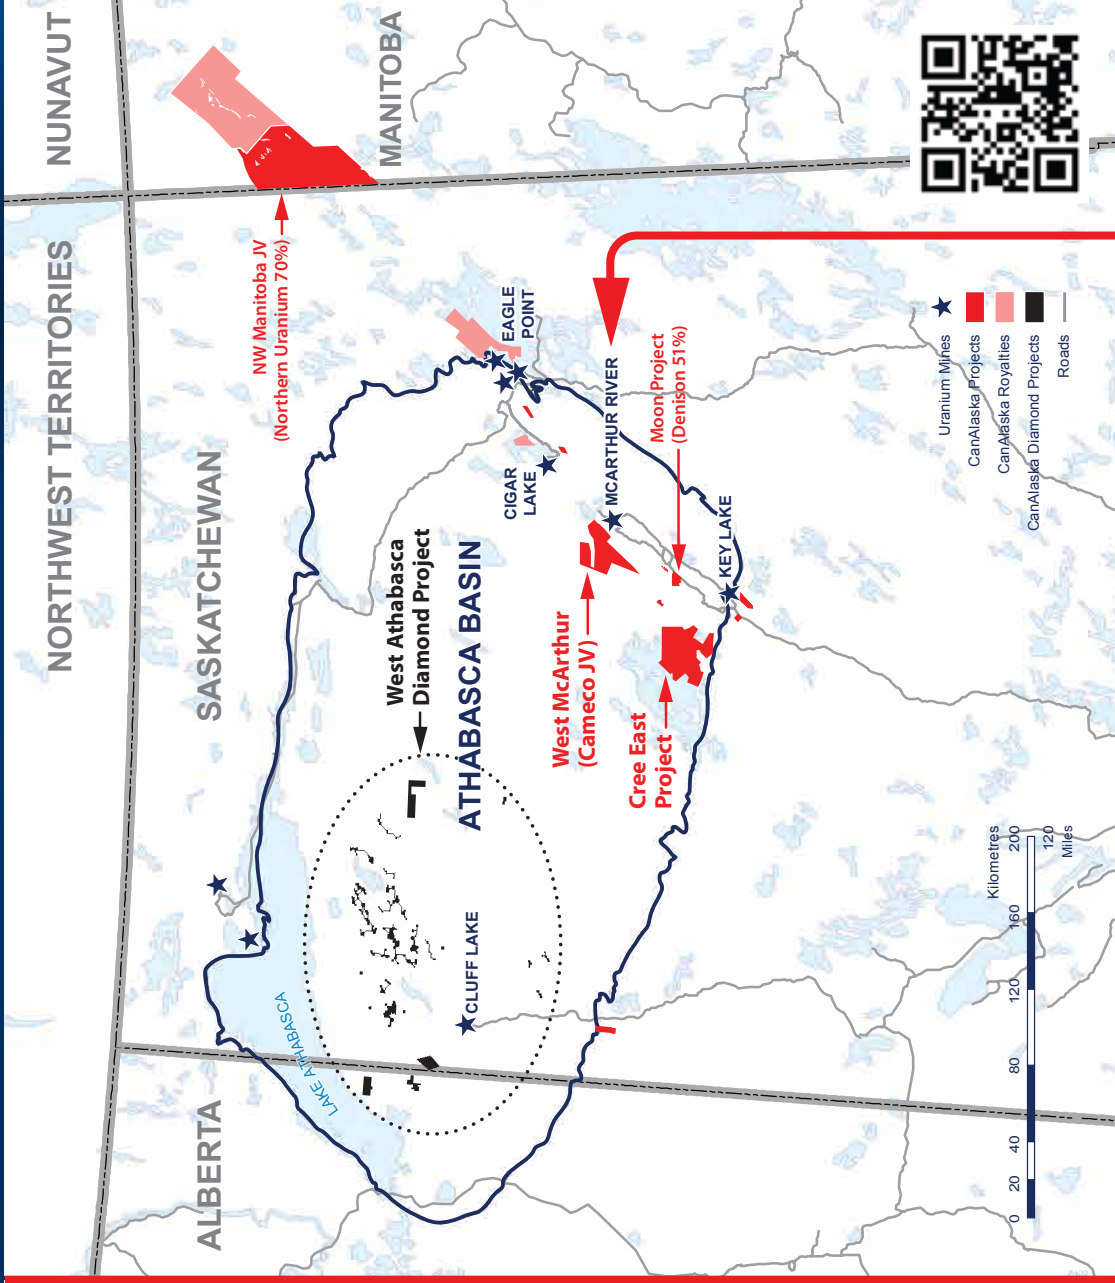 NORTHWEST TERRITORIES
NUNAVUT
ALBERTA
SASKATCHEWAN
MANITOBA
NW Manitoba JV
(Northern Uranium 70%)
LAKE ATHABASCA
West Athabasca
Diamond Project
ATHABASCA BASIN
CLUFF LAKE
CIGAR
LAKE
EAGLE
POINT
West McArthur
(Cameco JV)
MCARTHUR RIVER
Moon Project
(Denison 51%)
Cree East
Project
KEY LAKE
Uranium Mines
CanAlaska Projects
CanAlaska Royalties
CanAlaska Diamond Projects
Roads
Kilometres
0 20 40 80 120 160 200
120
Miles